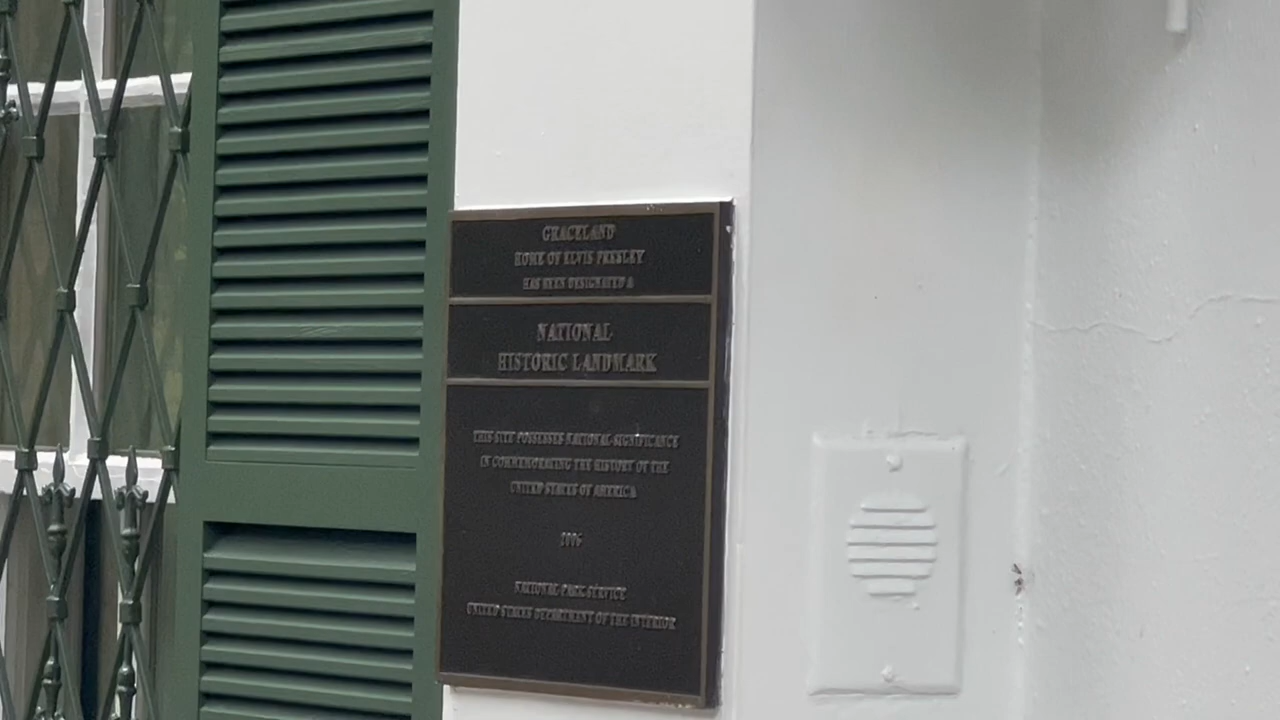 GRACELAND
HOME OF ELVIS PRESLEY
HAS BEEN DESIGNATED A
NATIONAL
HISTORIC LANDMARK
THIS SITE POSSESSES NATIONAL SIGNIFICANCE
IN COMMEMORATING THE HISTORY OF THE
UNITED STATES OF AMERICA
2006
NATIONAL PARK SERVICE
UNITED STATES DEPARTMENT OF THE INTERIOR